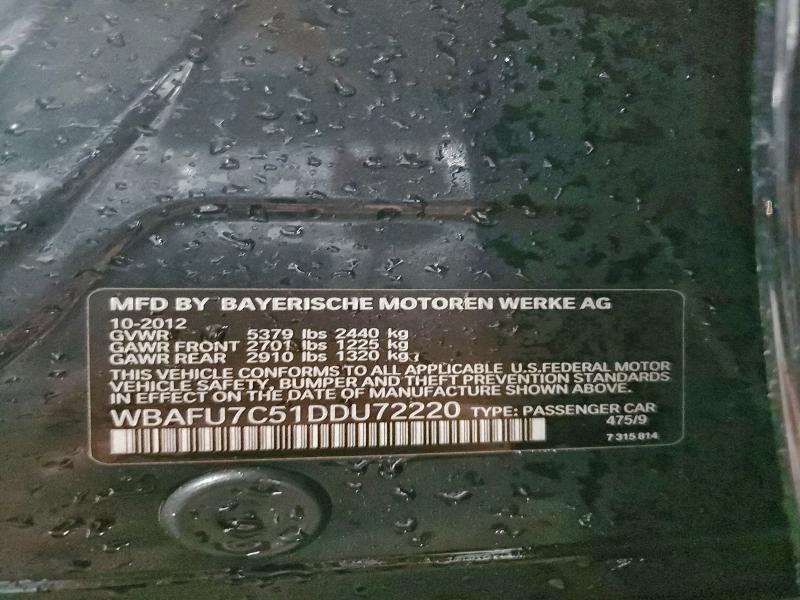 MFD BY BAYERISCHE MOTOREN WERKE AG
10-2012
GVWR 5379 lbs 2440 kg
GAWR FRONT 2701 lbs 1225 kg
GAWR REAR 2910 lbs 1320 kg
THIS VEHICLE CONFORMS TO ALL APPLICABLE U.S.FEDERAL MOTOR
VEHICLE SAFETY, BUMPER AND THEFT PREVENTION STANDARDS
IN EFFECT ON THE DATE OF MANUFACTURE SHOWN ABOVE.
WBAFU7C51DDU72220 TYPE: PASSENGER CAR
475/9
7 315 814